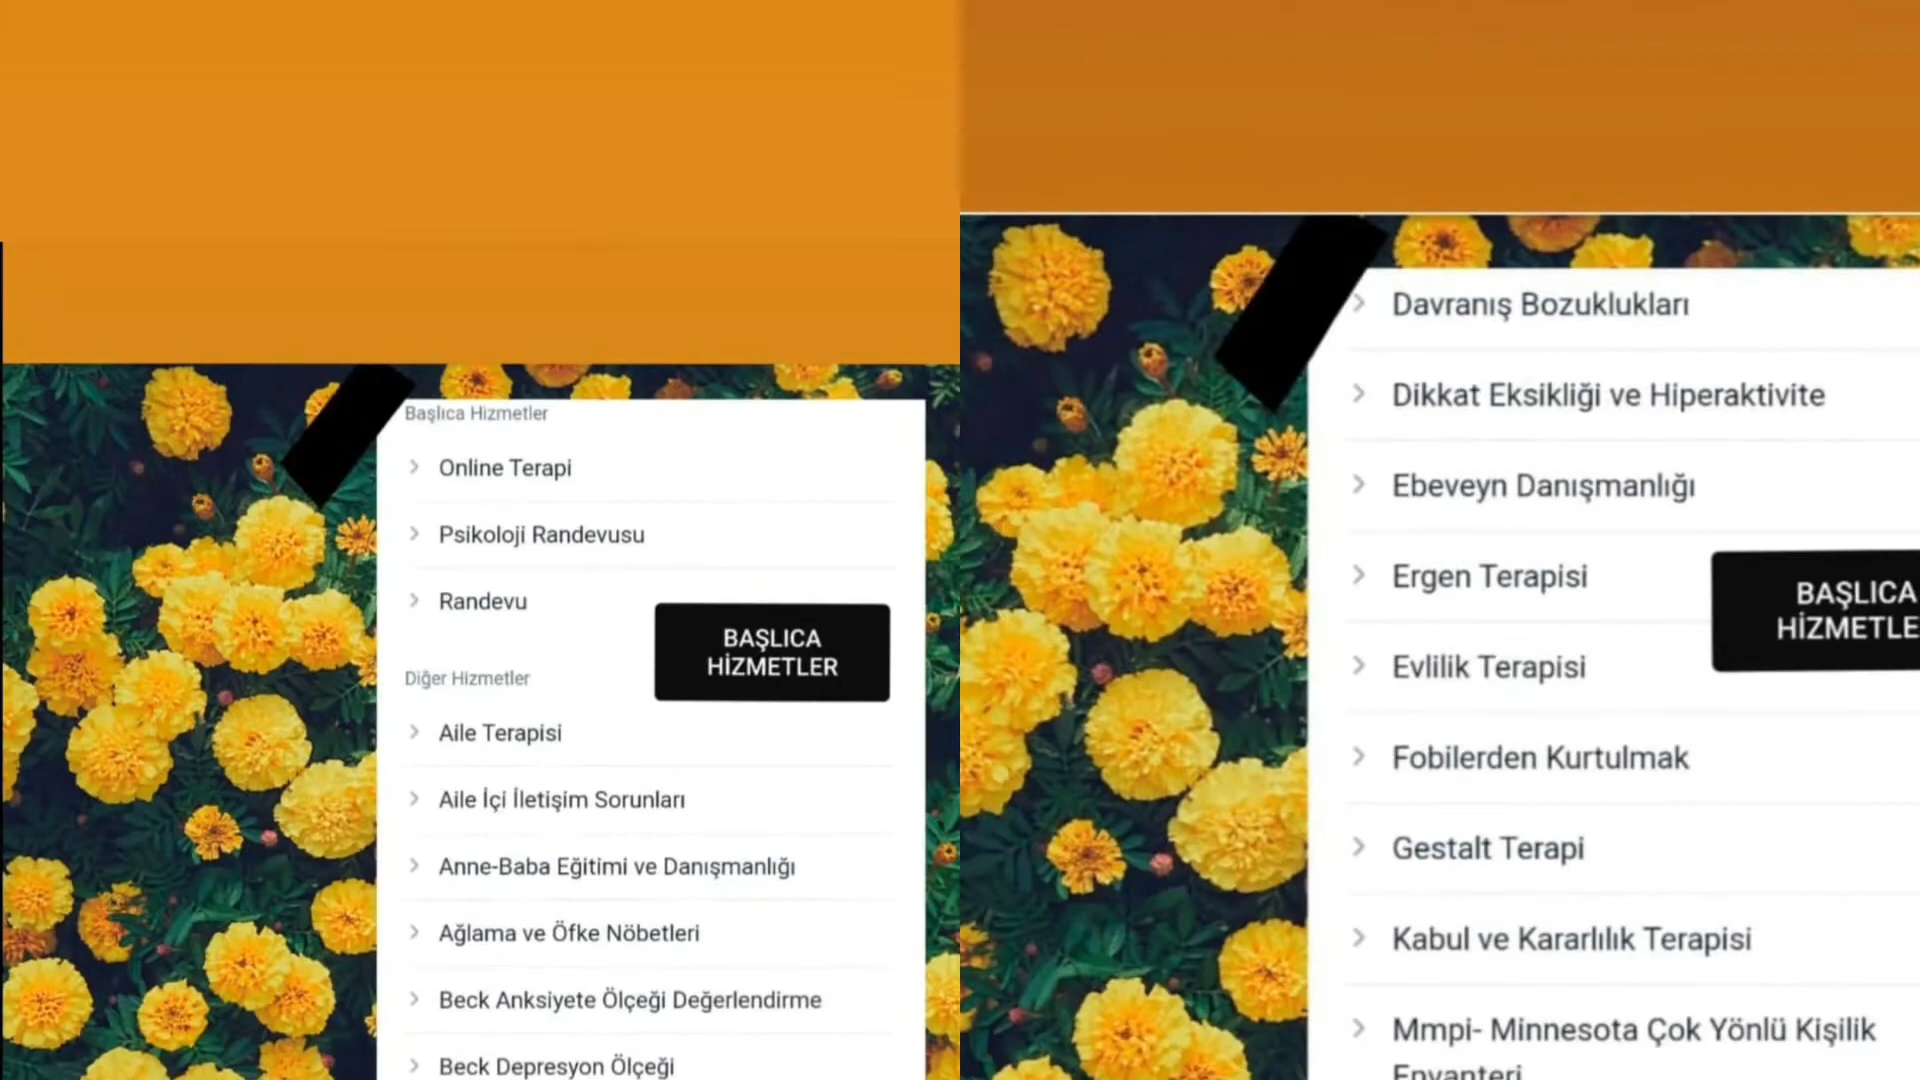 Başlıca Hizmetler
Online Terapi
Psikoloji Randevusu
Randevu
BAŞLICA
HİZMETLER
Diğer Hizmetler
Aile Terapisi
Aile İçi İletişim Sorunları
Anne-Baba Eğitimi ve Danışmanlığı
Ağlama ve Öfke Nöbetleri
Beck Anksiyete Ölçeği Değerlendirme
Beck Depresyon Ölçeği
Davranış Bozuklukları
Dikkat Eksikliği ve Hiperaktivite
Ebeveyn Danışmanlığı
Ergen Terapisi
BAŞLICA
HİZMETLE
Evlilik Terapisi
Fobilerden Kurtulmak
Gestalt Terapi
Kabul ve Kararlılık Terapisi
Mmpi- Minnesota Çok Yönlü Kişilik
Envanteri